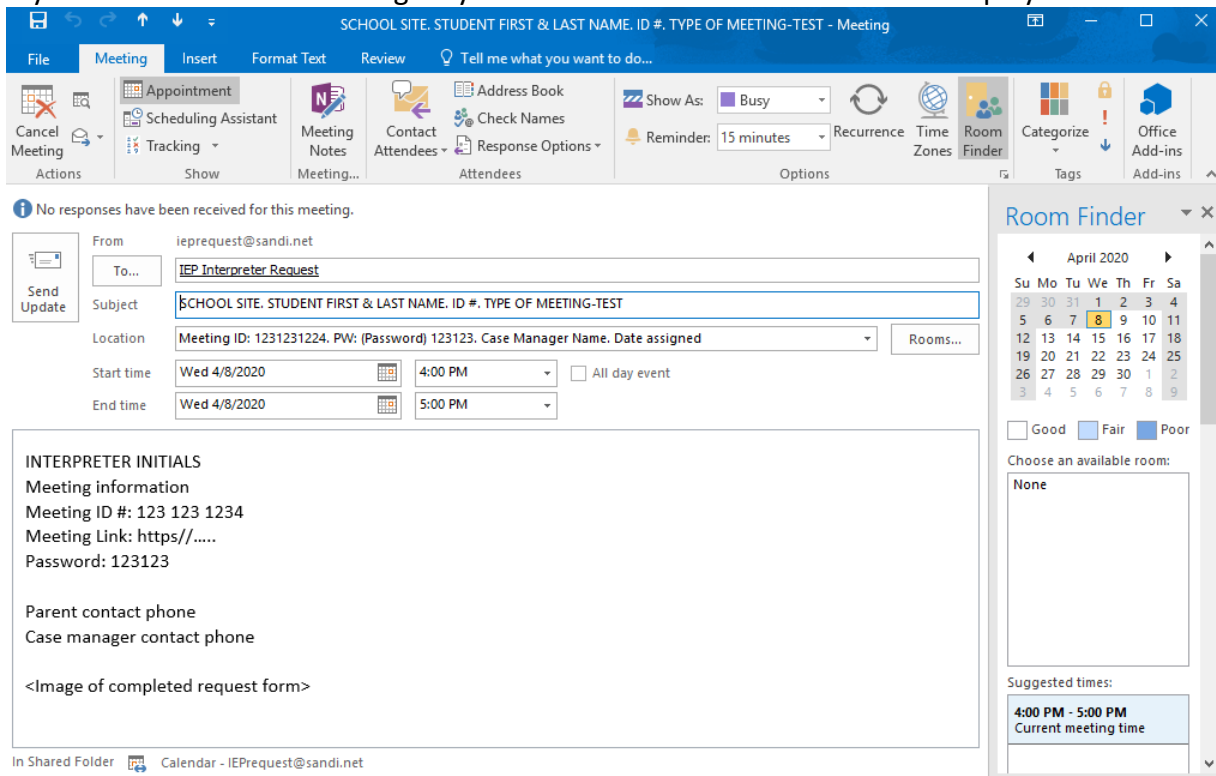 SCHOOL SITE. STUDENT FIRST & LAST NAME. ID #. TYPE OF MEETING-TEST - Meeting
File Meeting Insert Format Text Review Tell me what you want to do...
Cancel Meeting
Actions
Appointment
Scheduling Assistant
Tracking
Show
Meeting Notes
Meeting...
Contact Attendees
Address Book
Check Names
Response Options
Attendees
Show As: Busy
Reminder: 15 minutes
Recurrence
Time Zones
Room Finder
Options
Categorize
Tags
Office Add-ins
Add-ins
No responses have been received for this meeting.
Send Update
From ieprequest@sandi.net
To... IEP Interpreter Request
Subject SCHOOL SITE. STUDENT FIRST & LAST NAME. ID #. TYPE OF MEETING-TEST
Location Meeting ID: 1231231224. PW: (Password) 123123. Case Manager Name. Date assigned Rooms...
Start time Wed 4/8/2020 4:00 PM All day event
End time Wed 4/8/2020 5:00 PM
INTERPRETER INITIALS
Meeting information
Meeting ID #: 123 123 1234
Meeting Link: https//.....
Password: 123123
Parent contact phone
Case manager contact phone
<Image of completed request form>
In Shared Folder Calendar - IEPrequest@sandi.net
Room Finder
April 2020
Su Mo Tu We Th Fr Sa
29 30 31 1 2 3 4
5 6 7 8 9 10 11
12 13 14 15 16 17 18
19 20 21 22 23 24 25
26 27 28 29 30 1 2
3 4 5 6 7 8 9
Good Fair Poor
Choose an available room:
None
Suggested times:
4:00 PM - 5:00 PM
Current meeting time